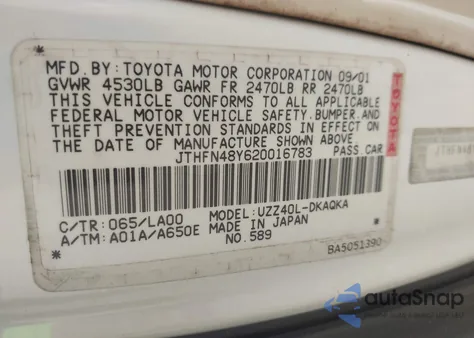 MFD. BY: TOYOTA MOTOR CORPORATION 09/01
GVWR 4530LB GAWR FR 2470LB RR 2470LB
THIS VEHICLE CONFORMS TO ALL APPLICABLE
FEDERAL MOTOR VEHICLE SAFETY, BUMPER, AND
THEFT PREVENTION STANDARDS IN EFFECT ON
THE DATE OF MANUFACTURE SHOWN ABOVE.
JTHFN48Y620016783 PASS.CAR
TOYOTA
C/TR: 065/LA00 MODEL: UZZ40L-DKAQKA
A/TM: A01A/A650E MADE IN JAPAN
NO.589
BA5051390
JTHFN48
autoSnap